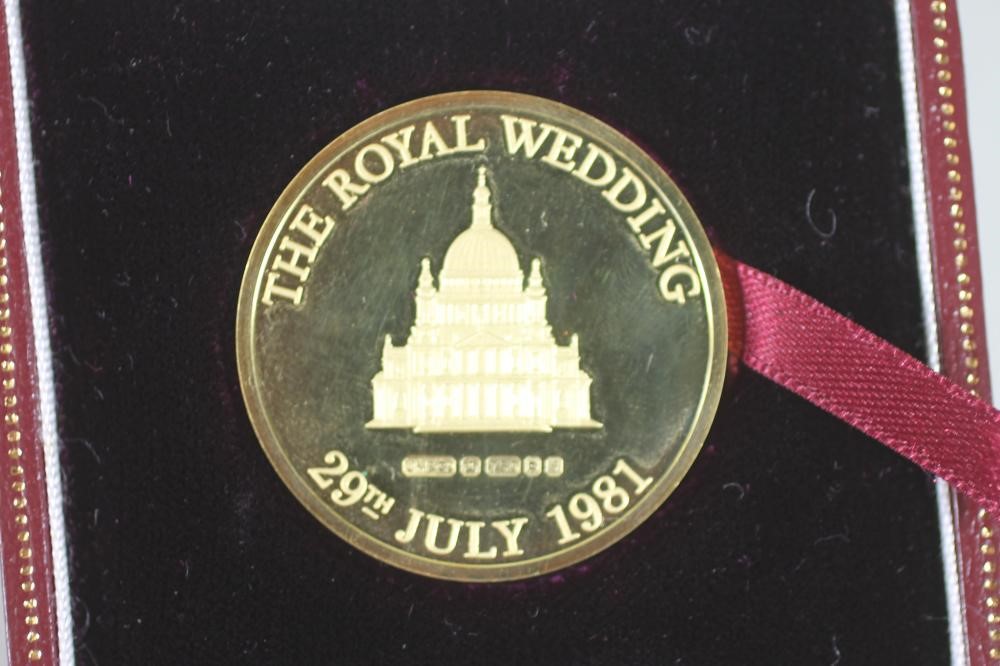 THE ROYAL WEDDING
29TH JULY 1981